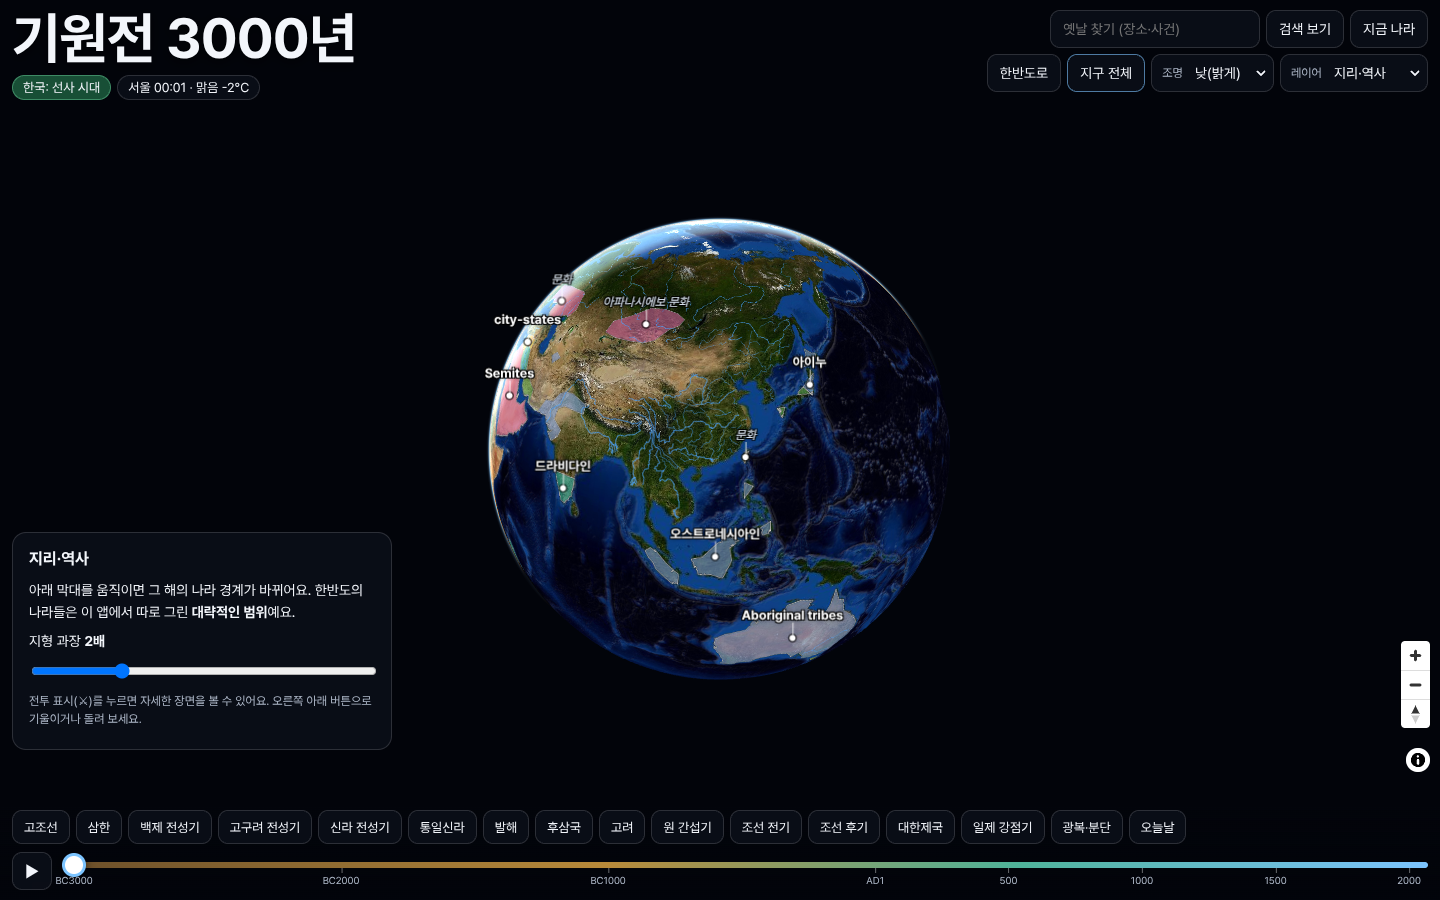 기원전 3000년
한국: 선사 시대
서울 00:01 · 맑음 -2°C
옛날 찾기 (장소·사건)
검색 보기
지금 나라
한반도로
지구 전체
조명 낮(밝게)
레이어 지리·역사
문화
아파나시에보 문화
city-states
Semites
아이누
문화
드라비다인
오스트로네시아인
Aboriginal tribes
지리·역사
아래 막대를 움직이면 그 해의 나라 경계가 바뀌어요. 한반도의
나라들은 이 앱에서 따로 그린 대략적인 범위예요.
지형 과장 2배
전투 표시(⚔)를 누르면 자세한 장면을 볼 수 있어요. 오른쪽 아래 버튼으로
기울이거나 돌려 보세요.
고조선
삼한
백제 전성기
고구려 전성기
신라 전성기
통일신라
발해
후삼국
고려
원 간섭기
조선 전기
조선 후기
대한제국
일제 강점기
광복·분단
오늘날
BC3000
BC2000
BC1000
AD1
500
1000
1500
2000